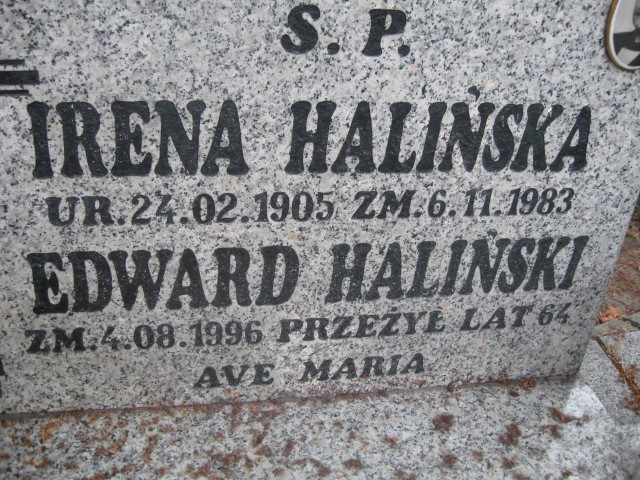 S. P.
IRENA HALIŃSKA
UR. 24.02.1905 ZM. 6.11.1983
EDWARD HALIŃSKI
ZM. 4.08.1996 PRZEŻYŁ LAT 64
AVE MARIA